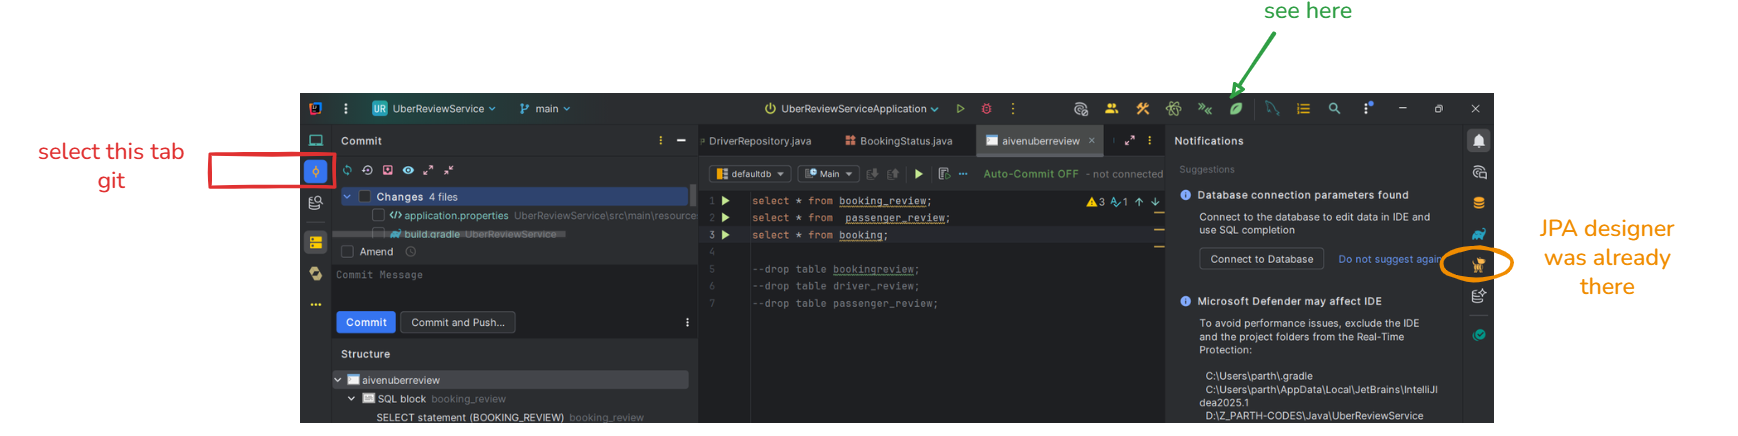 see here
select this tab
git
JPA designer
was already
there
UR UberReviewService main UberReviewServiceApplication
Commit
Changes 4 files
application.properties UberReviewService\src\main\resource
build.gradle UberReviewService
Amend
Commit Message
Commit Commit and Push...
Structure
aivenuberreview
SQL block booking_review
SELECT statement (BOOKING_REVIEW) booking_review
DriverRepository.java BookingStatus.java aivenuberreview
defaultdb Main Auto-Commit OFF - not connected
1 select * from booking_review; 3 1
2 select * from passenger_review;
3 select * from booking;
4
5 --drop table bookingreview;
6 --drop table driver_review;
7 --drop table passenger_review;
Notifications
Suggestions
Database connection parameters found
Connect to the database to edit data in IDE and
use SQL completion
Connect to Database Do not suggest again
Microsoft Defender may affect IDE
To avoid performance issues, exclude the IDE
and the project folders from the Real-Time
Protection:
C:\Users\parth\.gradle
C:\Users\parth\AppData\Local\JetBrains\IntelliJI
dea2025.1
D:\Z_PARTH-CODES\Java\UberReviewService